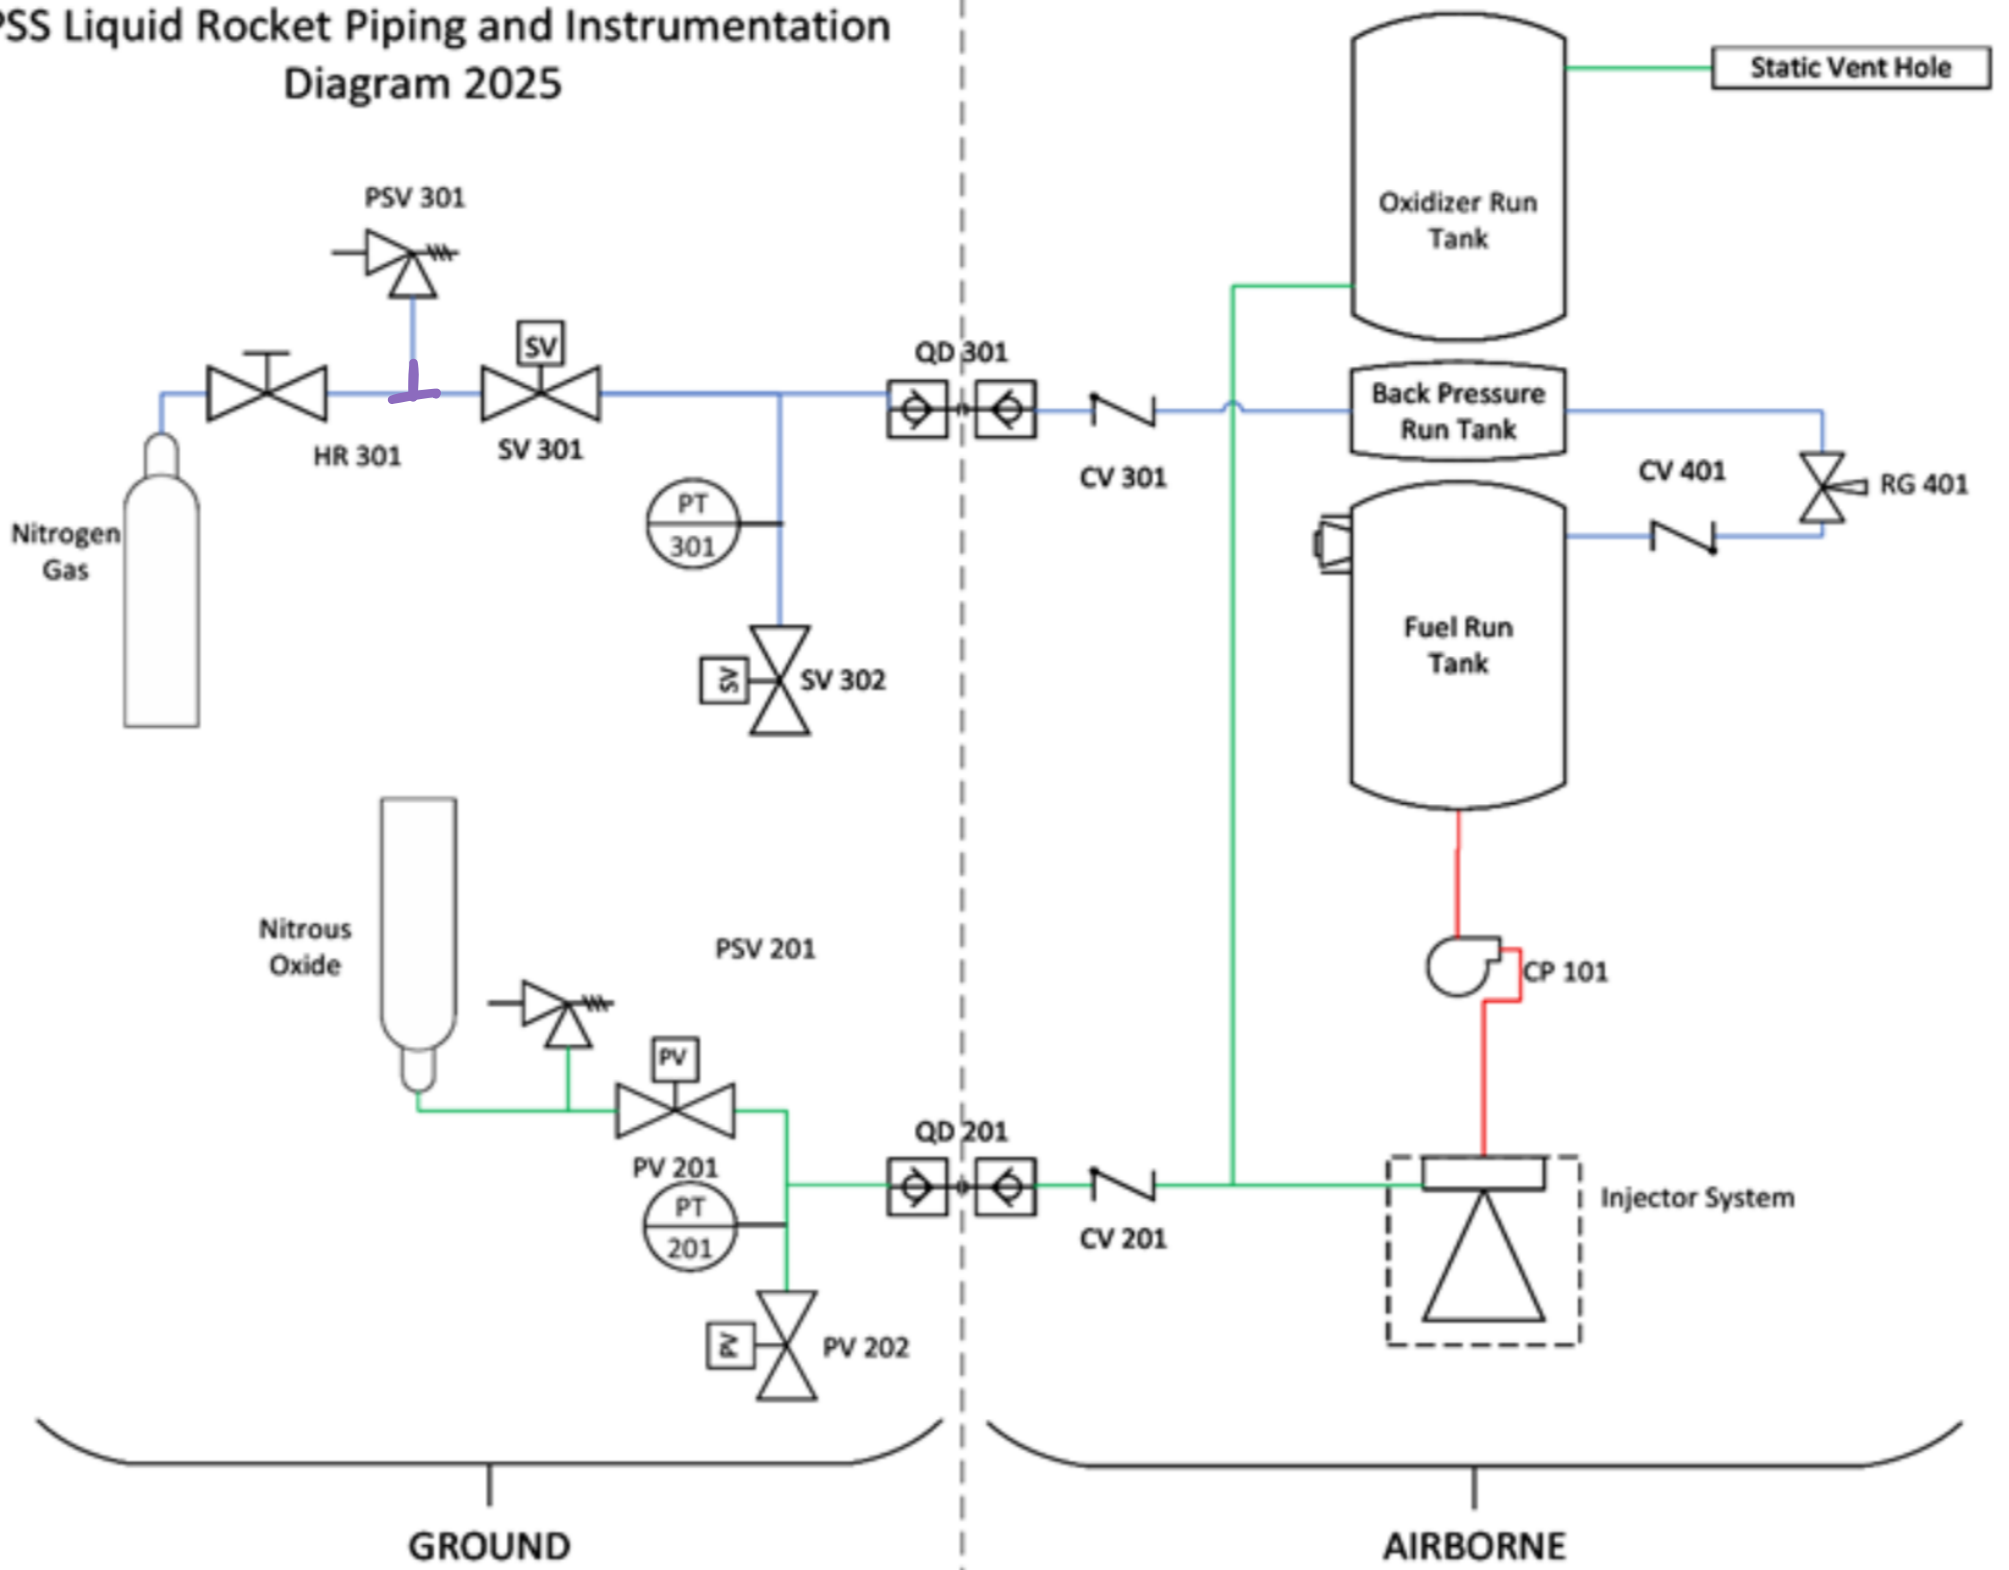 PSS Liquid Rocket Piping and Instrumentation
Diagram 2025
Static Vent Hole
PSV 301
Oxidizer Run
Tank
SV
QD 301
Back Pressure
Run Tank
HR 301
SV 301
CV 301
CV 401
RG 401
PT
301
Nitrogen
Gas
Fuel Run
Tank
SV
SV 302
Nitrous
Oxide
PSV 201
CP 101
PV
QD 201
PV 201
Injector System
PT
201
CV 201
PV
PV 202
GROUND
AIRBORNE